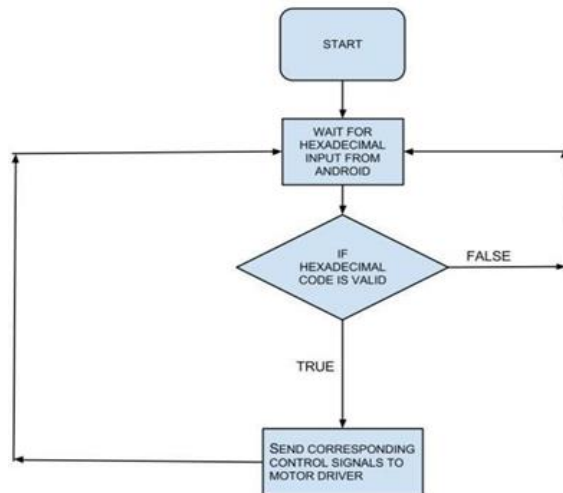 START
WAIT FOR
HEXADECIMAL
INPUT FROM
ANDROID
IF
HEXADECIMAL
CODE IS VALID
FALSE
TRUE
SEND CORRESPONDING
CONTROL SIGNALS TO
MOTOR DRIVER